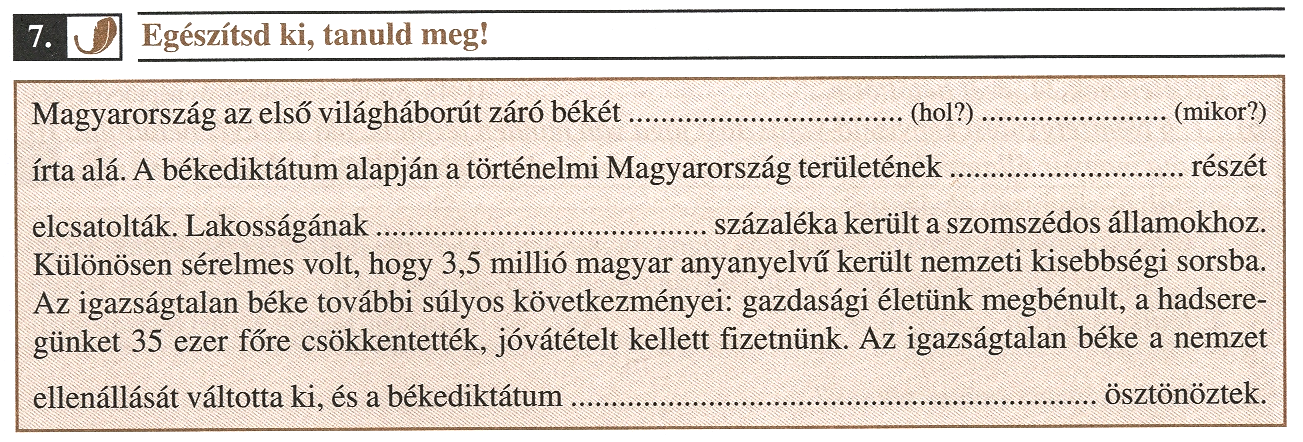 7. Egészítsd ki, tanuld meg!
Magyarország az első világháborút záró békét .................................. (hol?) .......................... (mikor?)
írta alá. A békediktátum alapján a történelmi Magyarország területének ............................. részét
elcsatolták. Lakosságának ......................................... százaléka került a szomszédos államokhoz.
Különösen sérelmes volt, hogy 3,5 millió magyar anyanyelvű került nemzeti kisebbségi sorsba.
Az igazságtalan béke további súlyos következményei: gazdasági életünk megbénult, a hadsere-
günket 35 ezer főre csökkentették, jóvátételt kellett fizetnünk. Az igazságtalan béke a nemzet
ellenállását váltotta ki, és a békediktátum .................................................................. ösztönöztek.